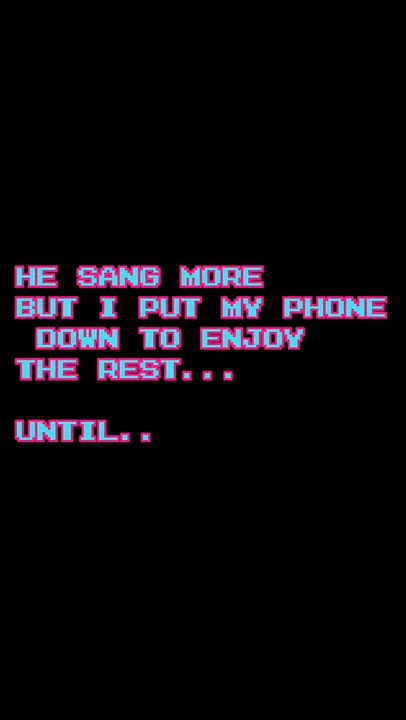 HE SANG MORE
BUT I PUT MY PHONE
DOWN TO ENJOY
THE REST...
UNTIL..